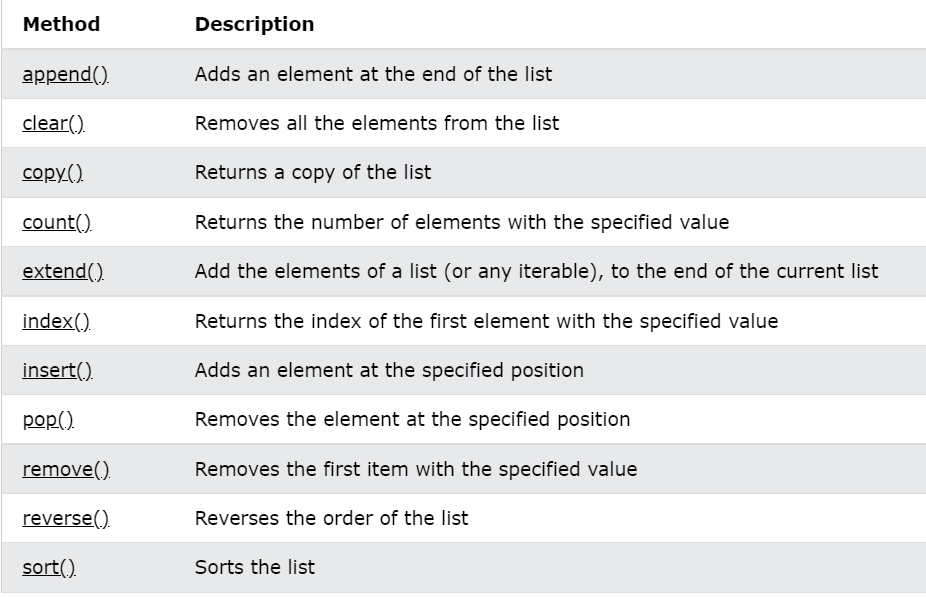 Method Description
append() Adds an element at the end of the list
clear() Removes all the elements from the list
copy() Returns a copy of the list
count() Returns the number of elements with the specified value
extend() Add the elements of a list (or any iterable), to the end of the current list
index() Returns the index of the first element with the specified value
insert() Adds an element at the specified position
pop() Removes the element at the specified position
remove() Removes the first item with the specified value
reverse() Reverses the order of the list
sort() Sorts the list